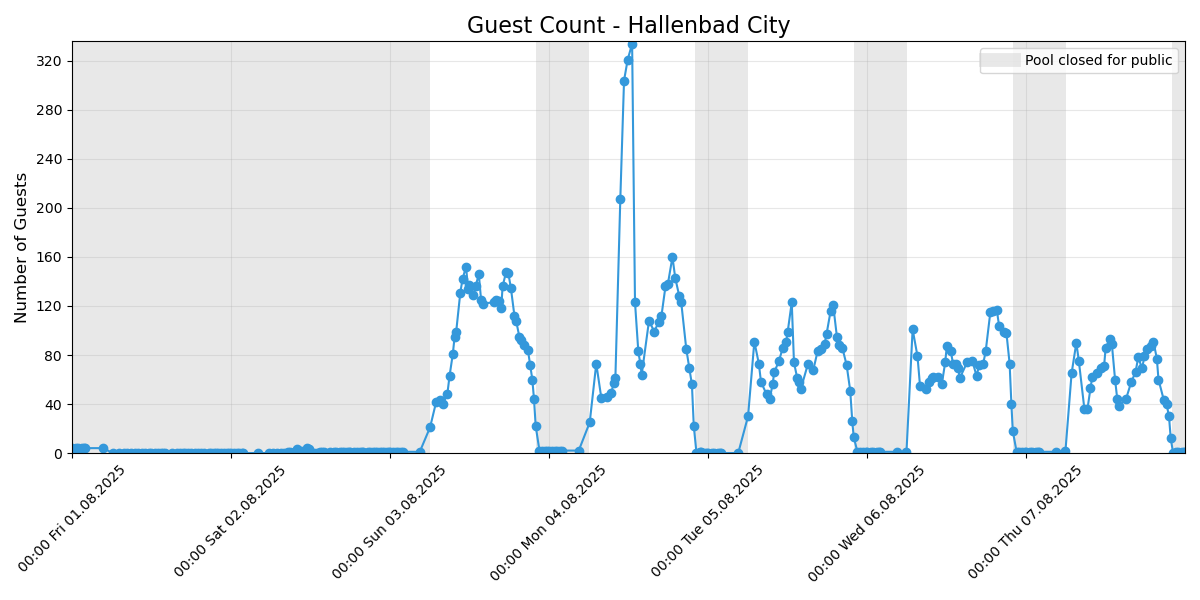 Guest Count - Hallenbad City
Pool closed for public
Number of Guests
320
280
240
200
160
120
80
40
0
00:00 Fri 01.08.2025
00:00 Sat 02.08.2025
00:00 Sun 03.08.2025
00:00 Mon 04.08.2025
00:00 Tue 05.08.2025
00:00 Wed 06.08.2025
00:00 Thu 07.08.2025